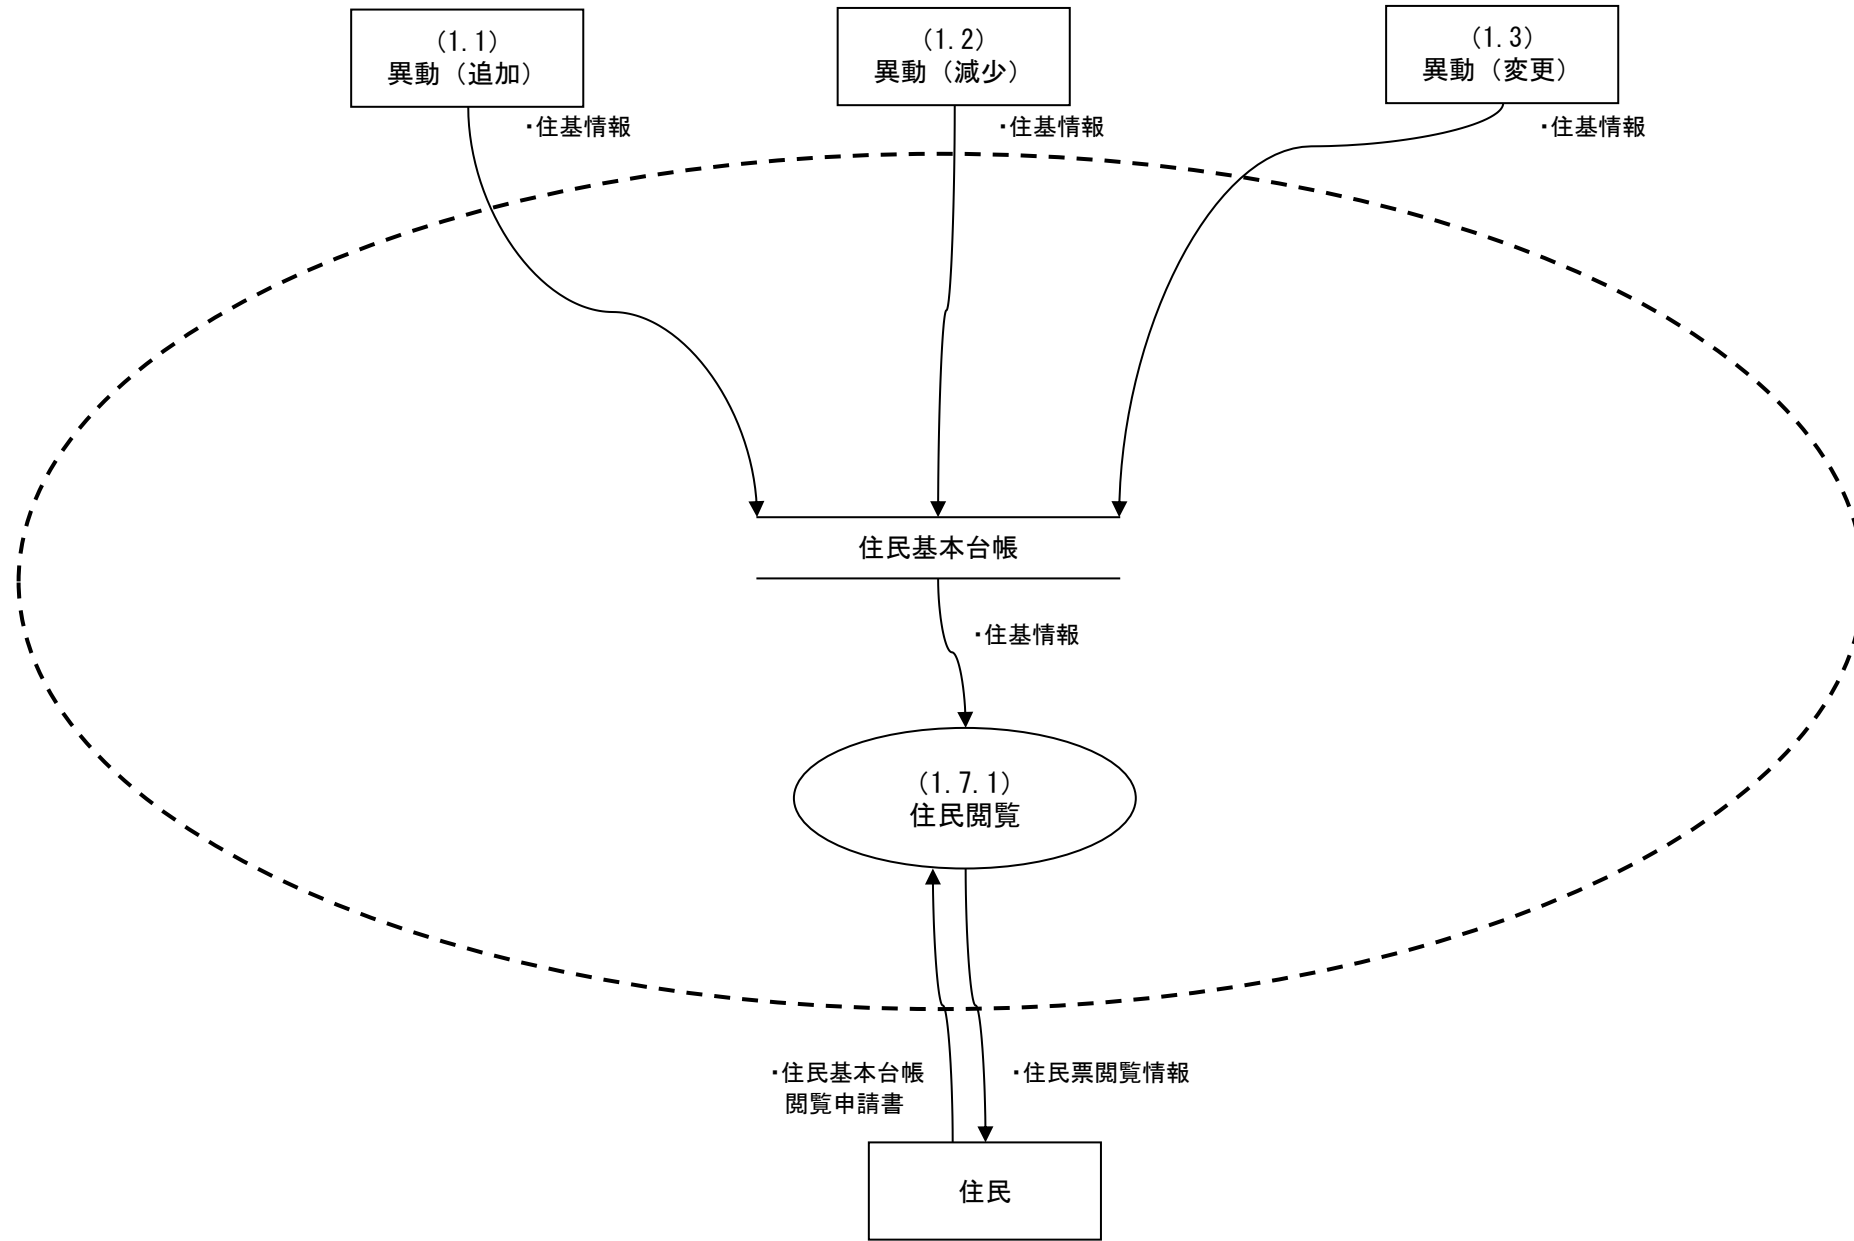 (1.1)
異動（追加）
(1.2)
異動（減少）
(1.3)
異動（変更）
・住基情報
・住基情報
・住基情報
住民基本台帳
・住基情報
(1.7.1)
住民閲覧
・住民基本台帳
閲覧申請書
・住民票閲覧情報
住民